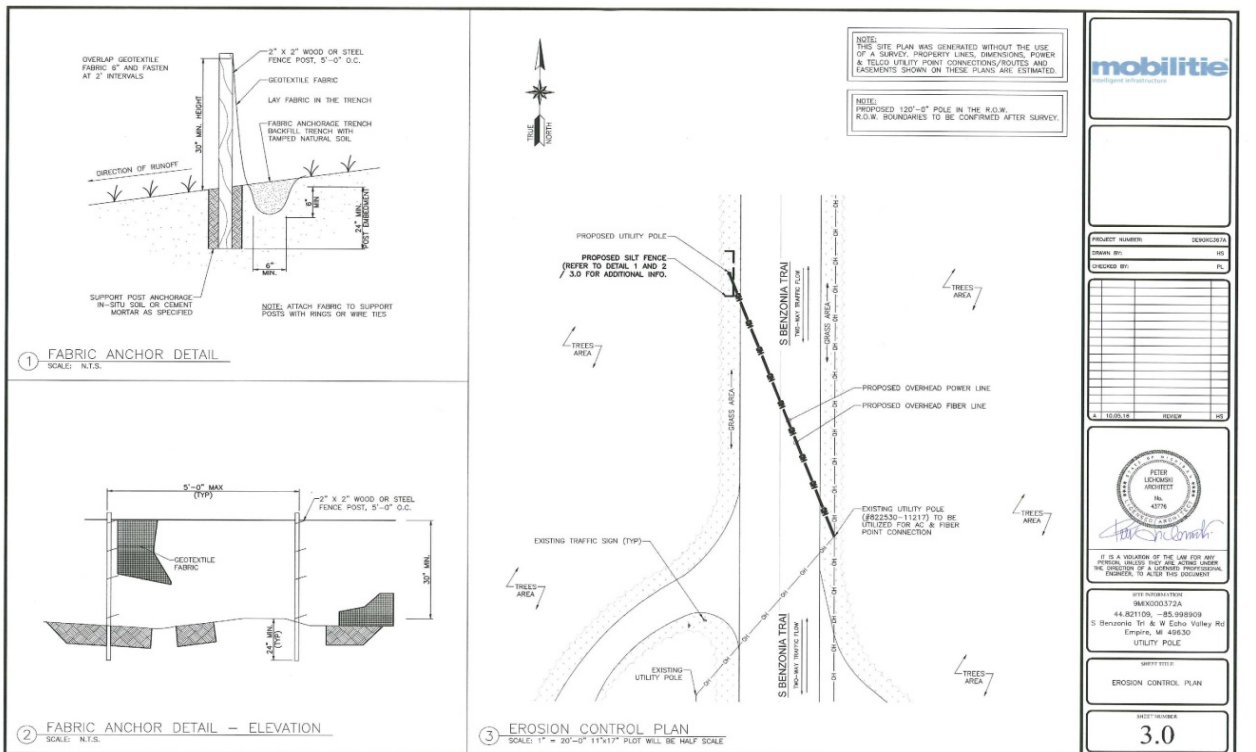 OVERLAP GEOTEXTILE
FABRIC 6" AND FASTEN
AT 2' INTERVALS
2" X 2" WOOD OR STEEL
FENCE POST, 5'-0" O.C.
GEOTEXTILE FABRIC
LAY FABRIC IN THE TRENCH
FABRIC ANCHORAGE TRENCH
BACKFILL TRENCH WITH
TAMPED NATURAL SOIL
30" MIN. HEIGHT
DIRECTION OF RUNOFF
6"
MIN
24" MIN.
POST EMBEDMENT
6"
MIN.
SUPPORT POST ANCHORAGE
IN-SITU SOIL OR CEMENT
MORTAR AS SPECIFIED
NOTE: ATTACH FABRIC TO SUPPORT
POSTS WITH RINGS OR WIRE TIES
1 FABRIC ANCHOR DETAIL
SCALE: N.T.S.
5'-0" MAX
(TYP)
2" X 2" WOOD OR STEEL
FENCE POST, 5'-0" O.C.
GEOTEXTILE
FABRIC
30" MIN.
24" MIN.
(TYP)
2 FABRIC ANCHOR DETAIL - ELEVATION
SCALE: N.T.S.
TRUE
NORTH
NOTE:
THIS SITE PLAN WAS GENERATED WITHOUT THE USE
OF A SURVEY. PROPERTY LINES, DIMENSIONS, POWER
& TELCO UTILITY POINT CONNECTIONS/ROUTES AND
EASEMENTS SHOWN ON THESE PLANS ARE ESTIMATED.
NOTE:
PROPOSED 120'-0" POLE IN THE R.O.W.
R.O.W. BOUNDARIES TO BE CONFIRMED AFTER SURVEY.
PROPOSED UTILITY POLE
PROPOSED SILT FENCE
(REFER TO DETAIL 1 AND 2
/ 3.0 FOR ADDITIONAL INFO.
S BENZONIA TRAI
TWO-WAY TRAFFIC FLOW
GRASS AREA
TREES
AREA
TREES
AREA
GRASS AREA
PROPOSED OVERHEAD POWER LINE
PROPOSED OVERHEAD FIBER LINE
EXISTING UTILITY POLE
(#822530-11217) TO BE
UTILIZED FOR AC & FIBER
POINT CONNECTION
TREES
AREA
EXISTING TRAFFIC SIGN (TYP)
TREES
AREA
EXISTING
UTILITY POLE
S BENZONIA TRAI
TWO-WAY TRAFFIC FLOW
TREES
AREA
OH
3 EROSION CONTROL PLAN
SCALE: 1" = 20'-0" 11"x17" PLOT WILL BE HALF SCALE
mobilitie
intelligent infrastructure
PROJECT NUMBER:
DRAWN BY: HS
CHECKED BY: PL
A 10.05.16 REVIEW HS
STATE OF MICHIGAN
PETER
LICHOMSKI
ARCHITECT
No.
43776
LICENSED ARCHITECT
IT IS A VIOLATION OF THE LAW FOR ANY
PERSON, UNLESS THEY ARE ACTING UNDER
THE DIRECTION OF A LICENSED PROFESSIONAL
ENGINEER, TO ALTER THIS DOCUMENT
SITE INFORMATION
9MIX000372A
44.821109, -85.998909
S Benzonia Trl & W Echo Valley Rd
Empire, MI 49630
UTILITY POLE
SHEET TITLE
EROSION CONTROL PLAN
SHEET NUMBER
3.0